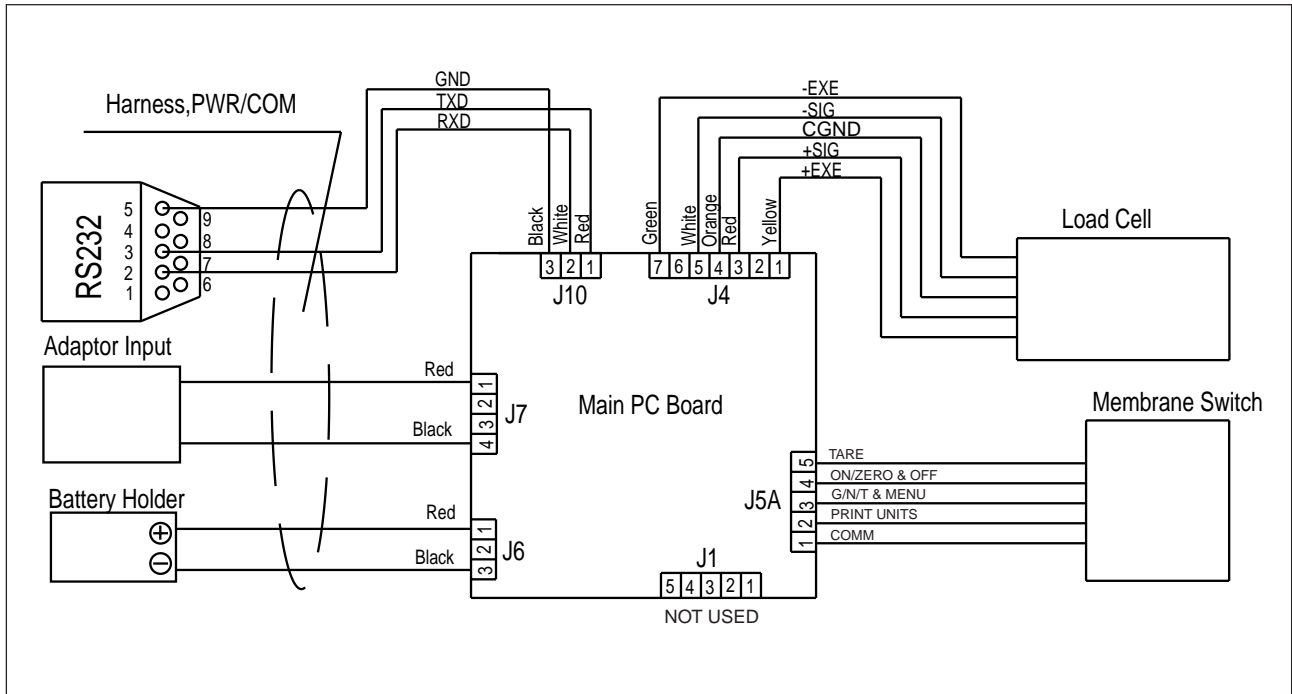 Harness,PWR/COM
GND
TXD
RXD
-EXE
-SIG
CGND
+SIG
+EXE
RS232
5
4
3
2
1
9
8
7
6
Black
White
Red
3 2 1
J10
Green
White
Orange
Red
Yellow
7 6 5 4 3 2 1
J4
Load Cell
Adaptor Input
Red
Black
1
2
3
4
J7
Main PC Board
Membrane Switch
5
4
3
2
1
J5A
TARE
ON/ZERO & OFF
G/N/T & MENU
PRINT UNITS
COMM
Battery Holder
+
−
Red
Black
1
2
3
J6
J1
5 4 3 2 1
NOT USED